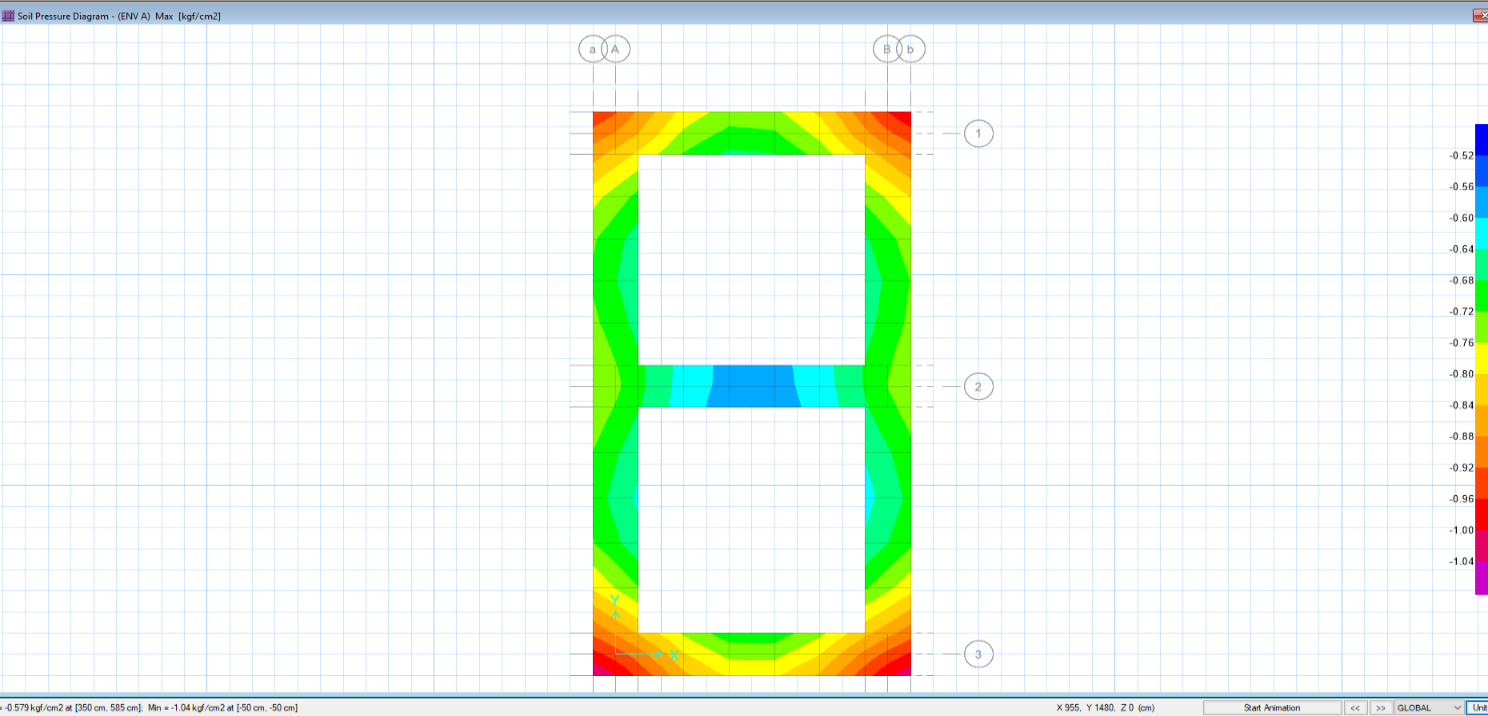 Soil Pressure Diagram - (ENV A) Max [kgf/cm2]
a A B b
1
-0.52
-0.56
-0.60
-0.64
-0.68
-0.72
-0.76
-0.80
2
-0.84
-0.88
-0.92
-0.96
-1.00
-1.04
Y
X
3
= -0.579 kgf/cm2 at [350 cm, 585 cm]; Min = -1.04 kgf/cm2 at [-50 cm, -50 cm]
X 955, Y 1480, Z 0 (cm)
Start Animation
<<
>>
GLOBAL
Unit